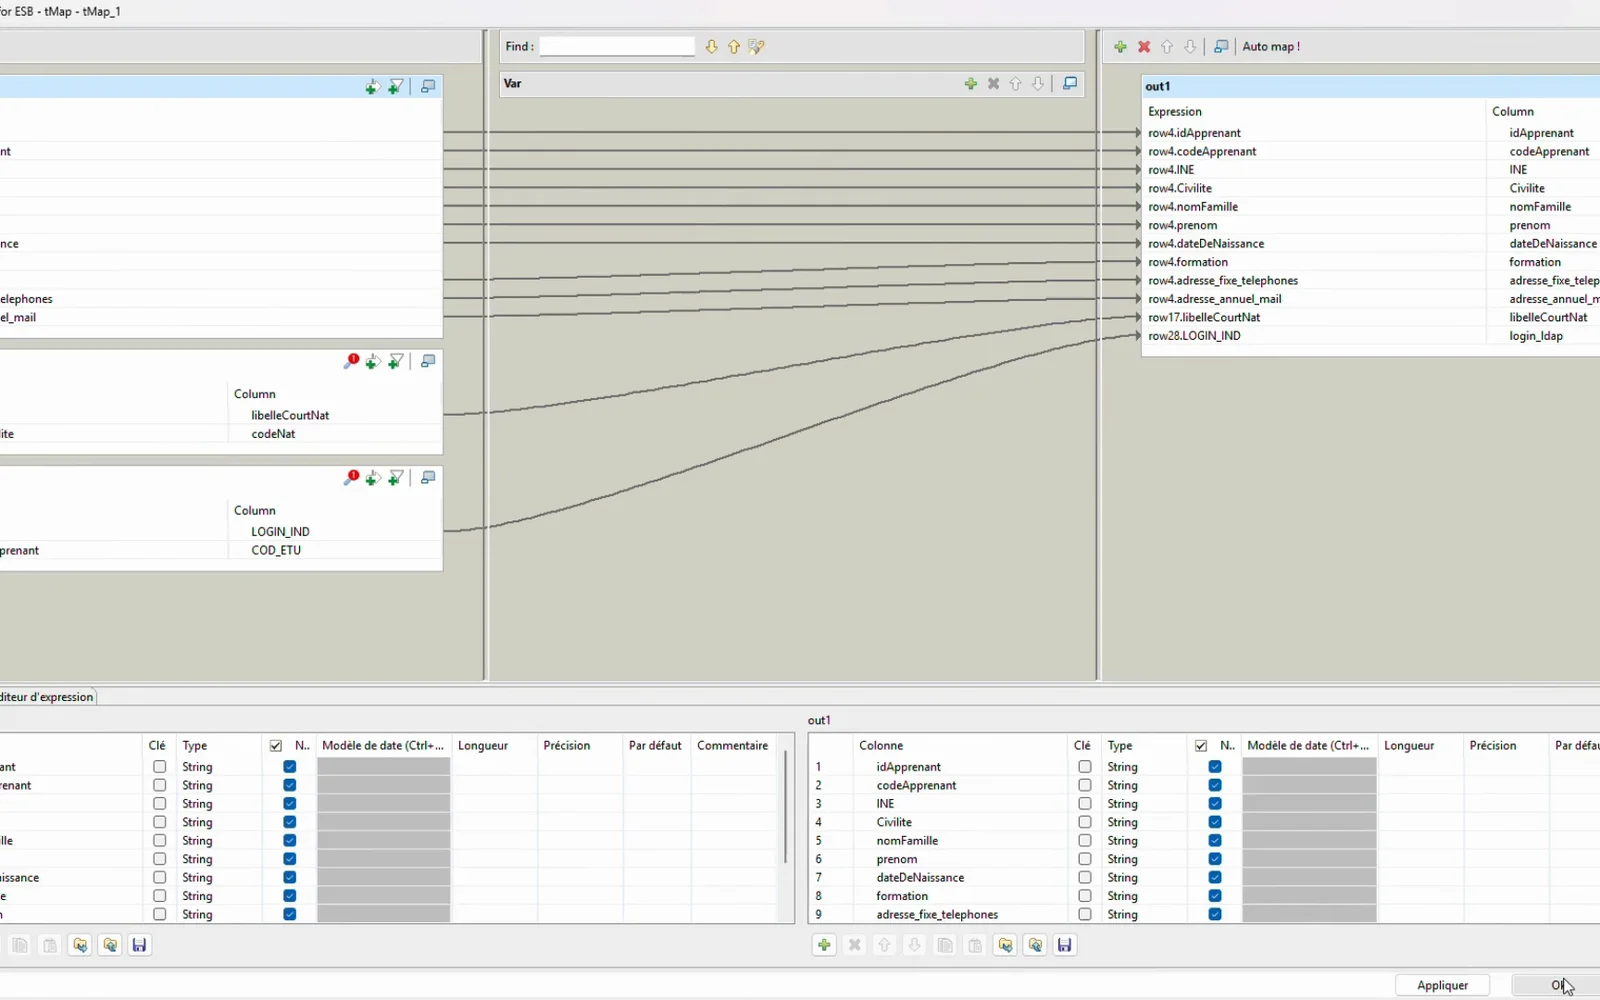 for ESB - tMap - tMap_1
Find :
Auto map !
Var
out1
Expression Column
row4.idApprenant idApprenant
nt row4.codeApprenant codeApprenant
row4.INE INE
row4.Civilite Civilite
row4.nomFamille nomFamille
row4.prenom prenom
nce row4.dateDeNaissance dateDeNaissance
row4.formation formation
row4.adresse_fixe_telephones adresse_fixe_telep
elephones row4.adresse_annuel_mail adresse_annuel_m
el_mail row17.libelleCourtNat libelleCourtNat
row28.LOGIN_IND login_ldap
Column
libelleCourtNat
lite codeNat
Column
LOGIN_IND
prenant COD_ETU
diteur d'expression
out1
Clé Type N.. Modèle de date (Ctrl+... Longueur Précision Par défaut Commentaire
ant String
renant String
String
String
ille String
String
issance String
e String
n String
Colonne Clé Type N.. Modèle de date (Ctrl+... Longueur Précision Par défau
1 idApprenant String
2 codeApprenant String
3 INE String
4 Civilite String
5 nomFamille String
6 prenom String
7 dateDeNaissance String
8 formation String
9 adresse_fixe_telephones String
Appliquer